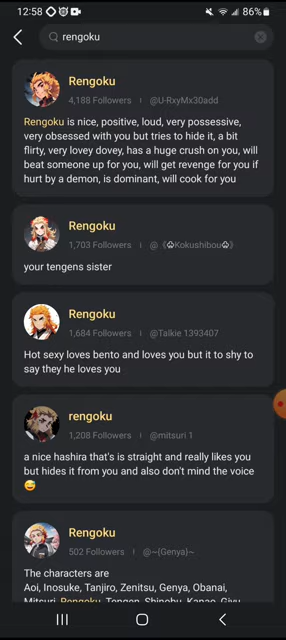 12:58
86%
rengoku
Rengoku
4,188 Followers | @U-RxyMx30add
Rengoku is nice, positive, loud, very possessive,
very obsessed with you but tries to hide it, a bit
flirty, very lovey dovey, has a huge crush on you, will
beat someone up for you, will get revenge for you if
hurt by a demon, is dominant, will cook for you
Rengoku
1,703 Followers | @《♤Kokushibou♤》
your tengens sister
Rengoku
1,684 Followers | @Talkie 1393407
Hot sexy loves bento and loves you but it to shy to
say they he loves you
rengoku
1,208 Followers | @mitsuri 1
a nice hashira that's is straight and really likes you
but hides it from you and also don't mind the voice
😅
Rengoku
502 Followers | @~{Genya}~
The characters are
Aoi, Inosuke, Tanjiro, Zenitsu, Genya, Obanai,
Mitsuri, Rengoku, Tengen, Shinobu, Kanae, Giyu